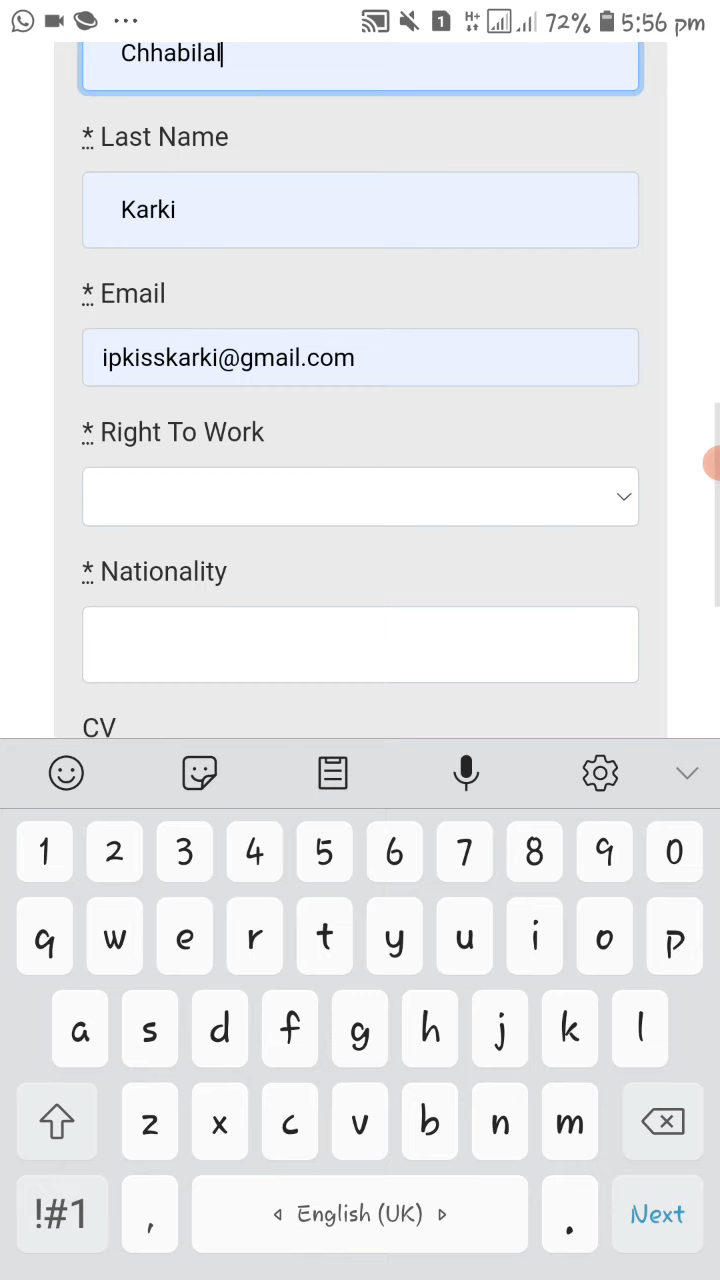 1 H+ 72% 5:56 pm
Chhabilal
* Last Name
Karki
* Email
ipkisskarki@gmail.com
* Right To Work
* Nationality
CV
1 2 3 4 5 6 7 8 9 0
q w e r t y u i o p
a s d f g h j k l
z x c v b n m
!#1 , English (UK) . Next